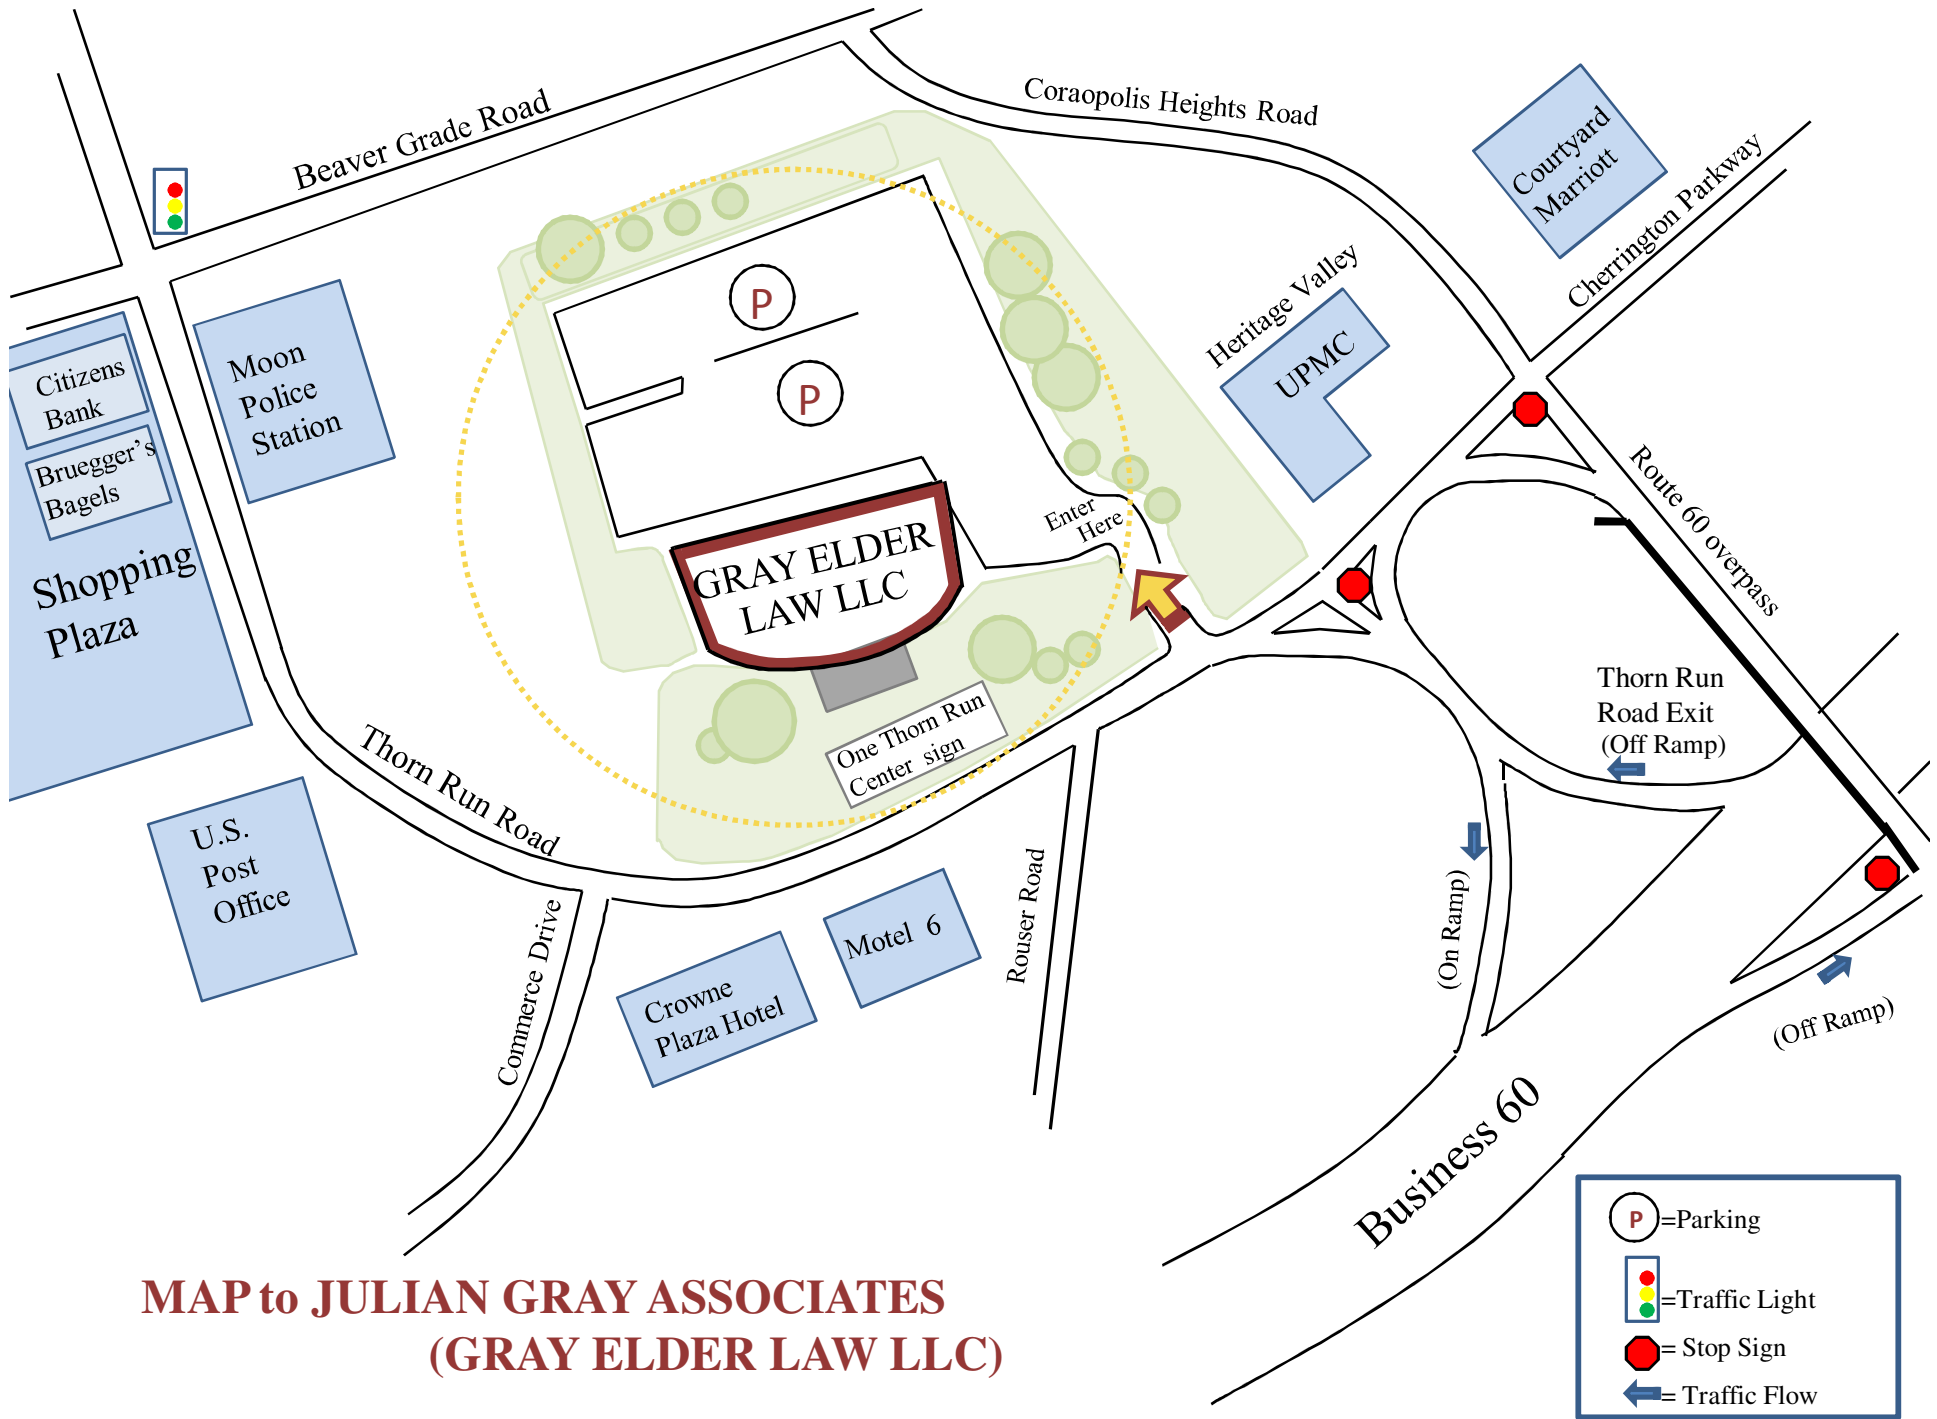 Beaver Grade Road
Coraopolis Heights Road
Courtyard
Marriott
Cherrington Parkway
Heritage Valley
UPMC
Citizens
Bank
Bruegger’s
Bagels
Shopping
Plaza
Moon
Police
Station
P
P
Enter
Here
GRAY ELDER
LAW LLC
Route 60 overpass
Thorn Run
Road Exit
(Off Ramp)
One Thorn Run
Center sign
Thorn Run Road
U.S.
Post
Office
Commerce Drive
Crowne
Plaza Hotel
Motel 6
Rouser Road
(On Ramp)
(Off Ramp)
Business 60
P =Parking
=Traffic Light
= Stop Sign
= Traffic Flow
MAP to JULIAN GRAY ASSOCIATES
(GRAY ELDER LAW LLC)